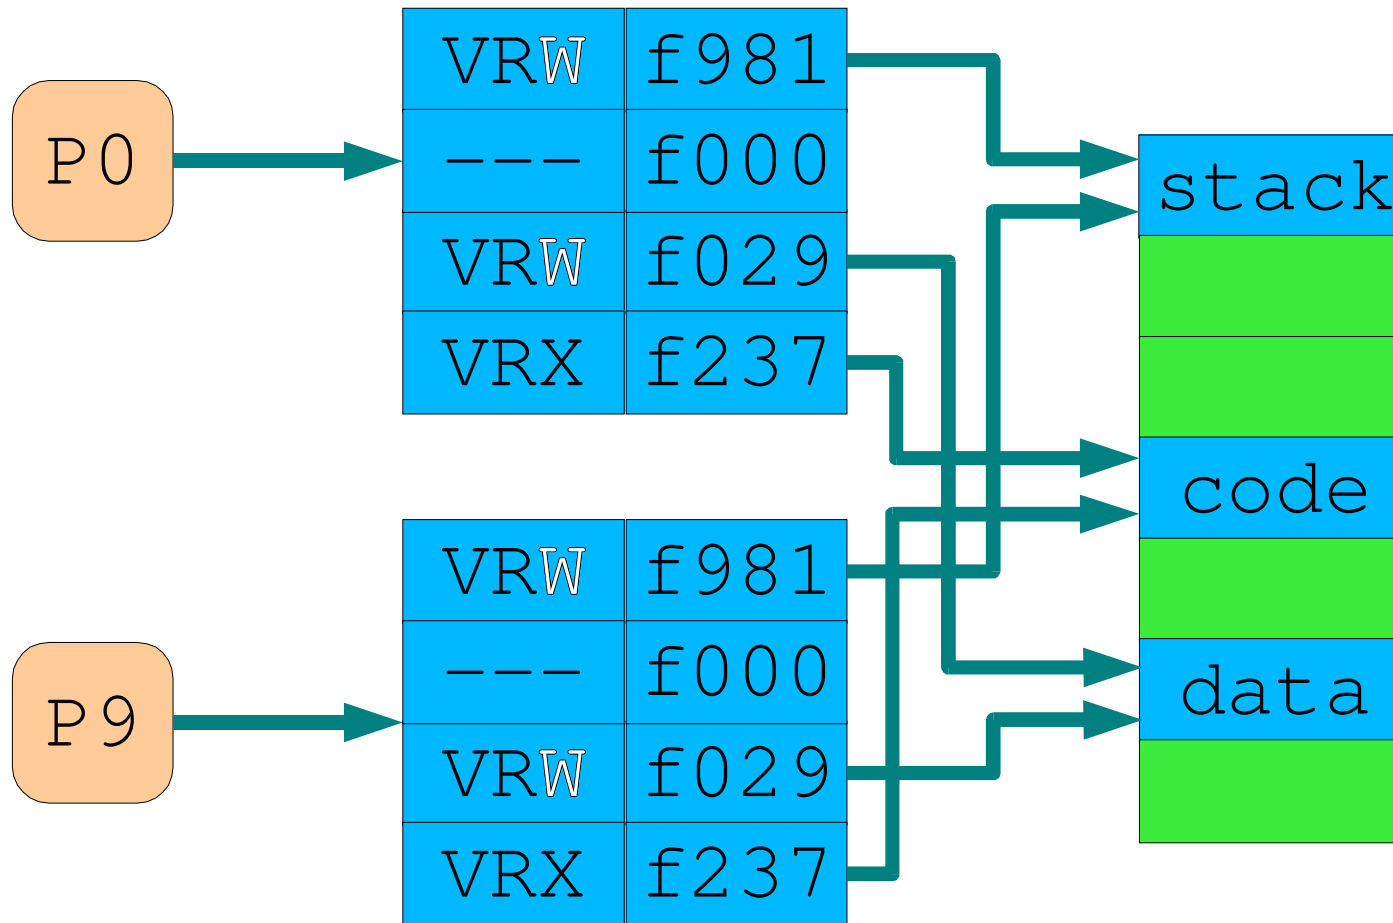 VRW f981
P0
--- f000
stack
VRW f029
VRX f237
code
VRW f981
--- f000
data
P9
VRW f029
VRX f237